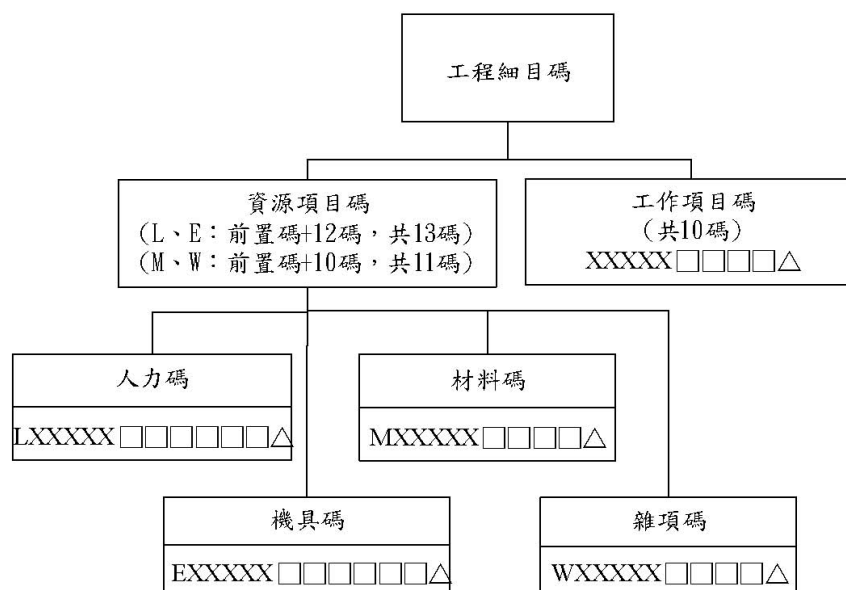 工程細目碼
資源項目碼
(L、E：前置碼+12碼，共13碼)
(M、W：前置碼+10碼，共11碼)
工作項目碼
(共10碼)
XXXXX□□□□△
人力碼
LXXXXX□□□□□□△
材料碼
MXXXXX□□□□△
機具碼
EXXXXX□□□□□□△
雜項碼
WXXXXX□□□□△